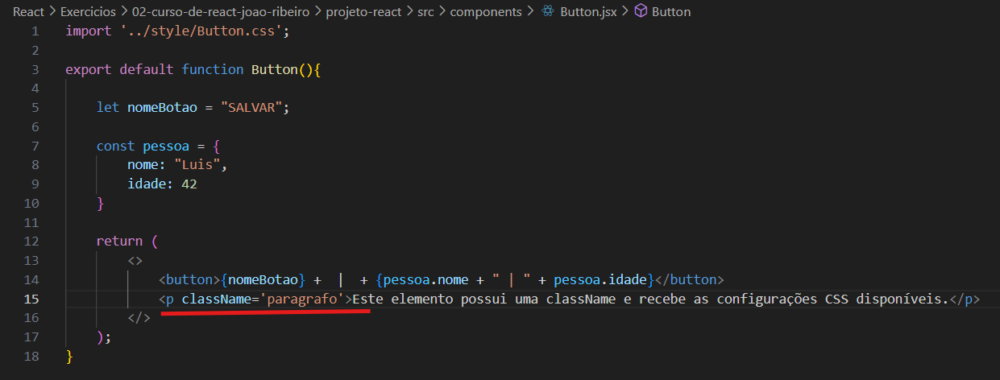 React > Exercicios > 02-curso-de-react-joao-ribeiro > projeto-react > src > components > Button.jsx > Button
1 import '../style/Button.css';
2
3 export default function Button(){
4
5 let nomeBotao = "SALVAR";
6
7 const pessoa = {
8 nome: "Luis",
9 idade: 42
10 }
11
12 return (
13 <>
14 <button>{nomeBotao} + | + {pessoa.nome + " | " + pessoa.idade}</button>
15 <p className='paragrafo'>Este elemento possui uma className e recebe as configurações CSS disponíveis.</p>
16 </>
17 );
18 }